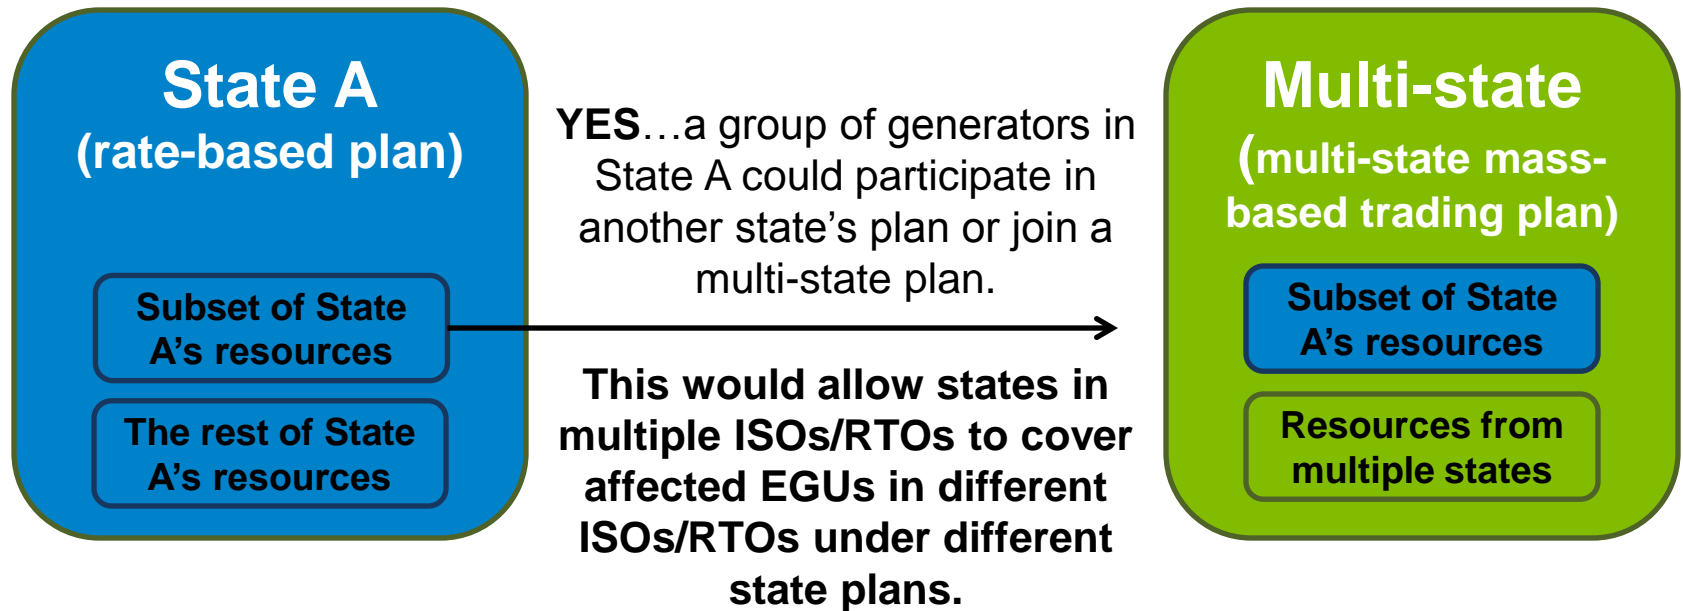 State A
(rate-based plan)
Subset of State
A’s resources
The rest of State
A’s resources
YES…a group of generators in
State A could participate in
another state’s plan or join a
multi-state plan.
This would allow states in
multiple ISOs/RTOs to cover
affected EGUs in different
ISOs/RTOs under different
state plans.
Multi-state
(multi-state mass-
based trading plan)
Subset of State
A’s resources
Resources from
multiple states